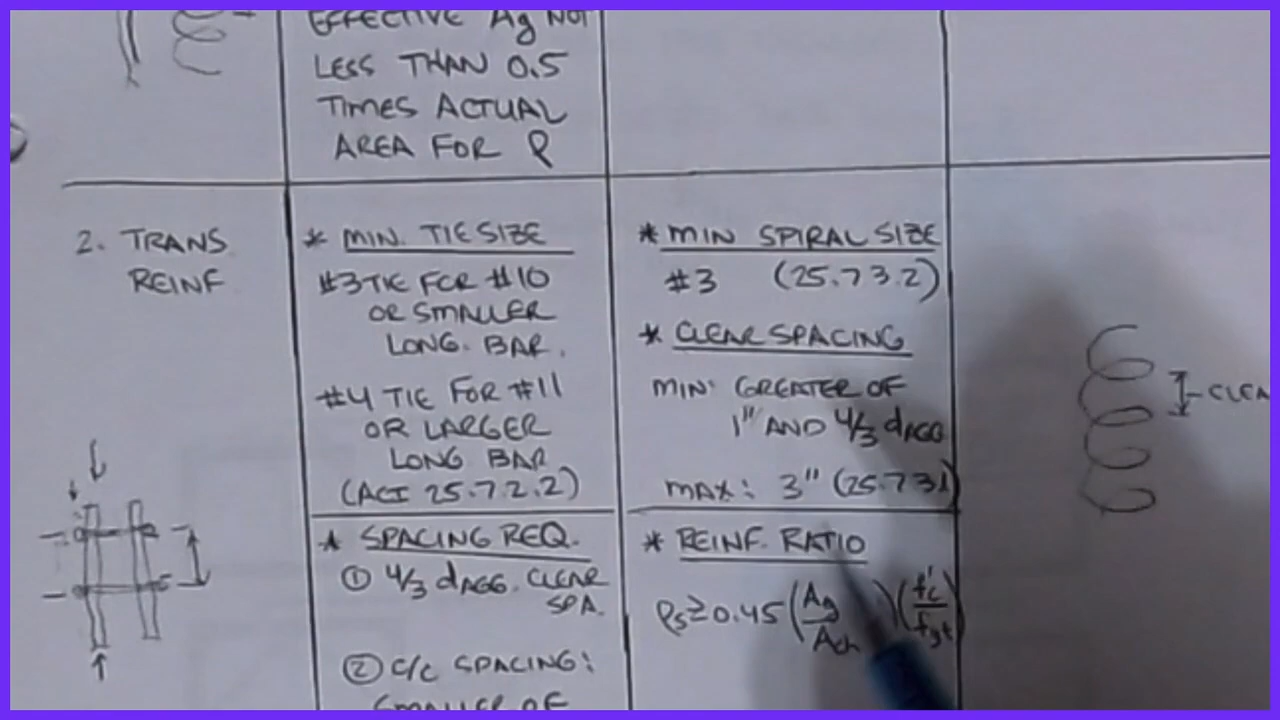 EFFECTIVE Ag NOT
LESS THAN 0.5
TIMES ACTUAL
AREA FOR ρ
2. TRANS
REINF
* MIN. TIE SIZE
#3 TIE FOR #10
OR SMALLER
LONG. BAR.
#4 TIE FOR #11
OR LARGER
LONG BAR
(ACI 25.7.2.2)
* SPACING REQ.
① 4/3 dAGG. CLEAR
SPA.
② C/C SPACING:
SMALLER OF
* MIN SPIRAL SIZE
#3 (25.7.3.2)
* CLEAR SPACING
MIN: GREATER OF
1" AND 4/3 dAGG
MAX: 3" (25.7.3.1)
* REINF. RATIO
ρs ≥ 0.45 (Ag/Ach )(f'c/fyt)
CLEA